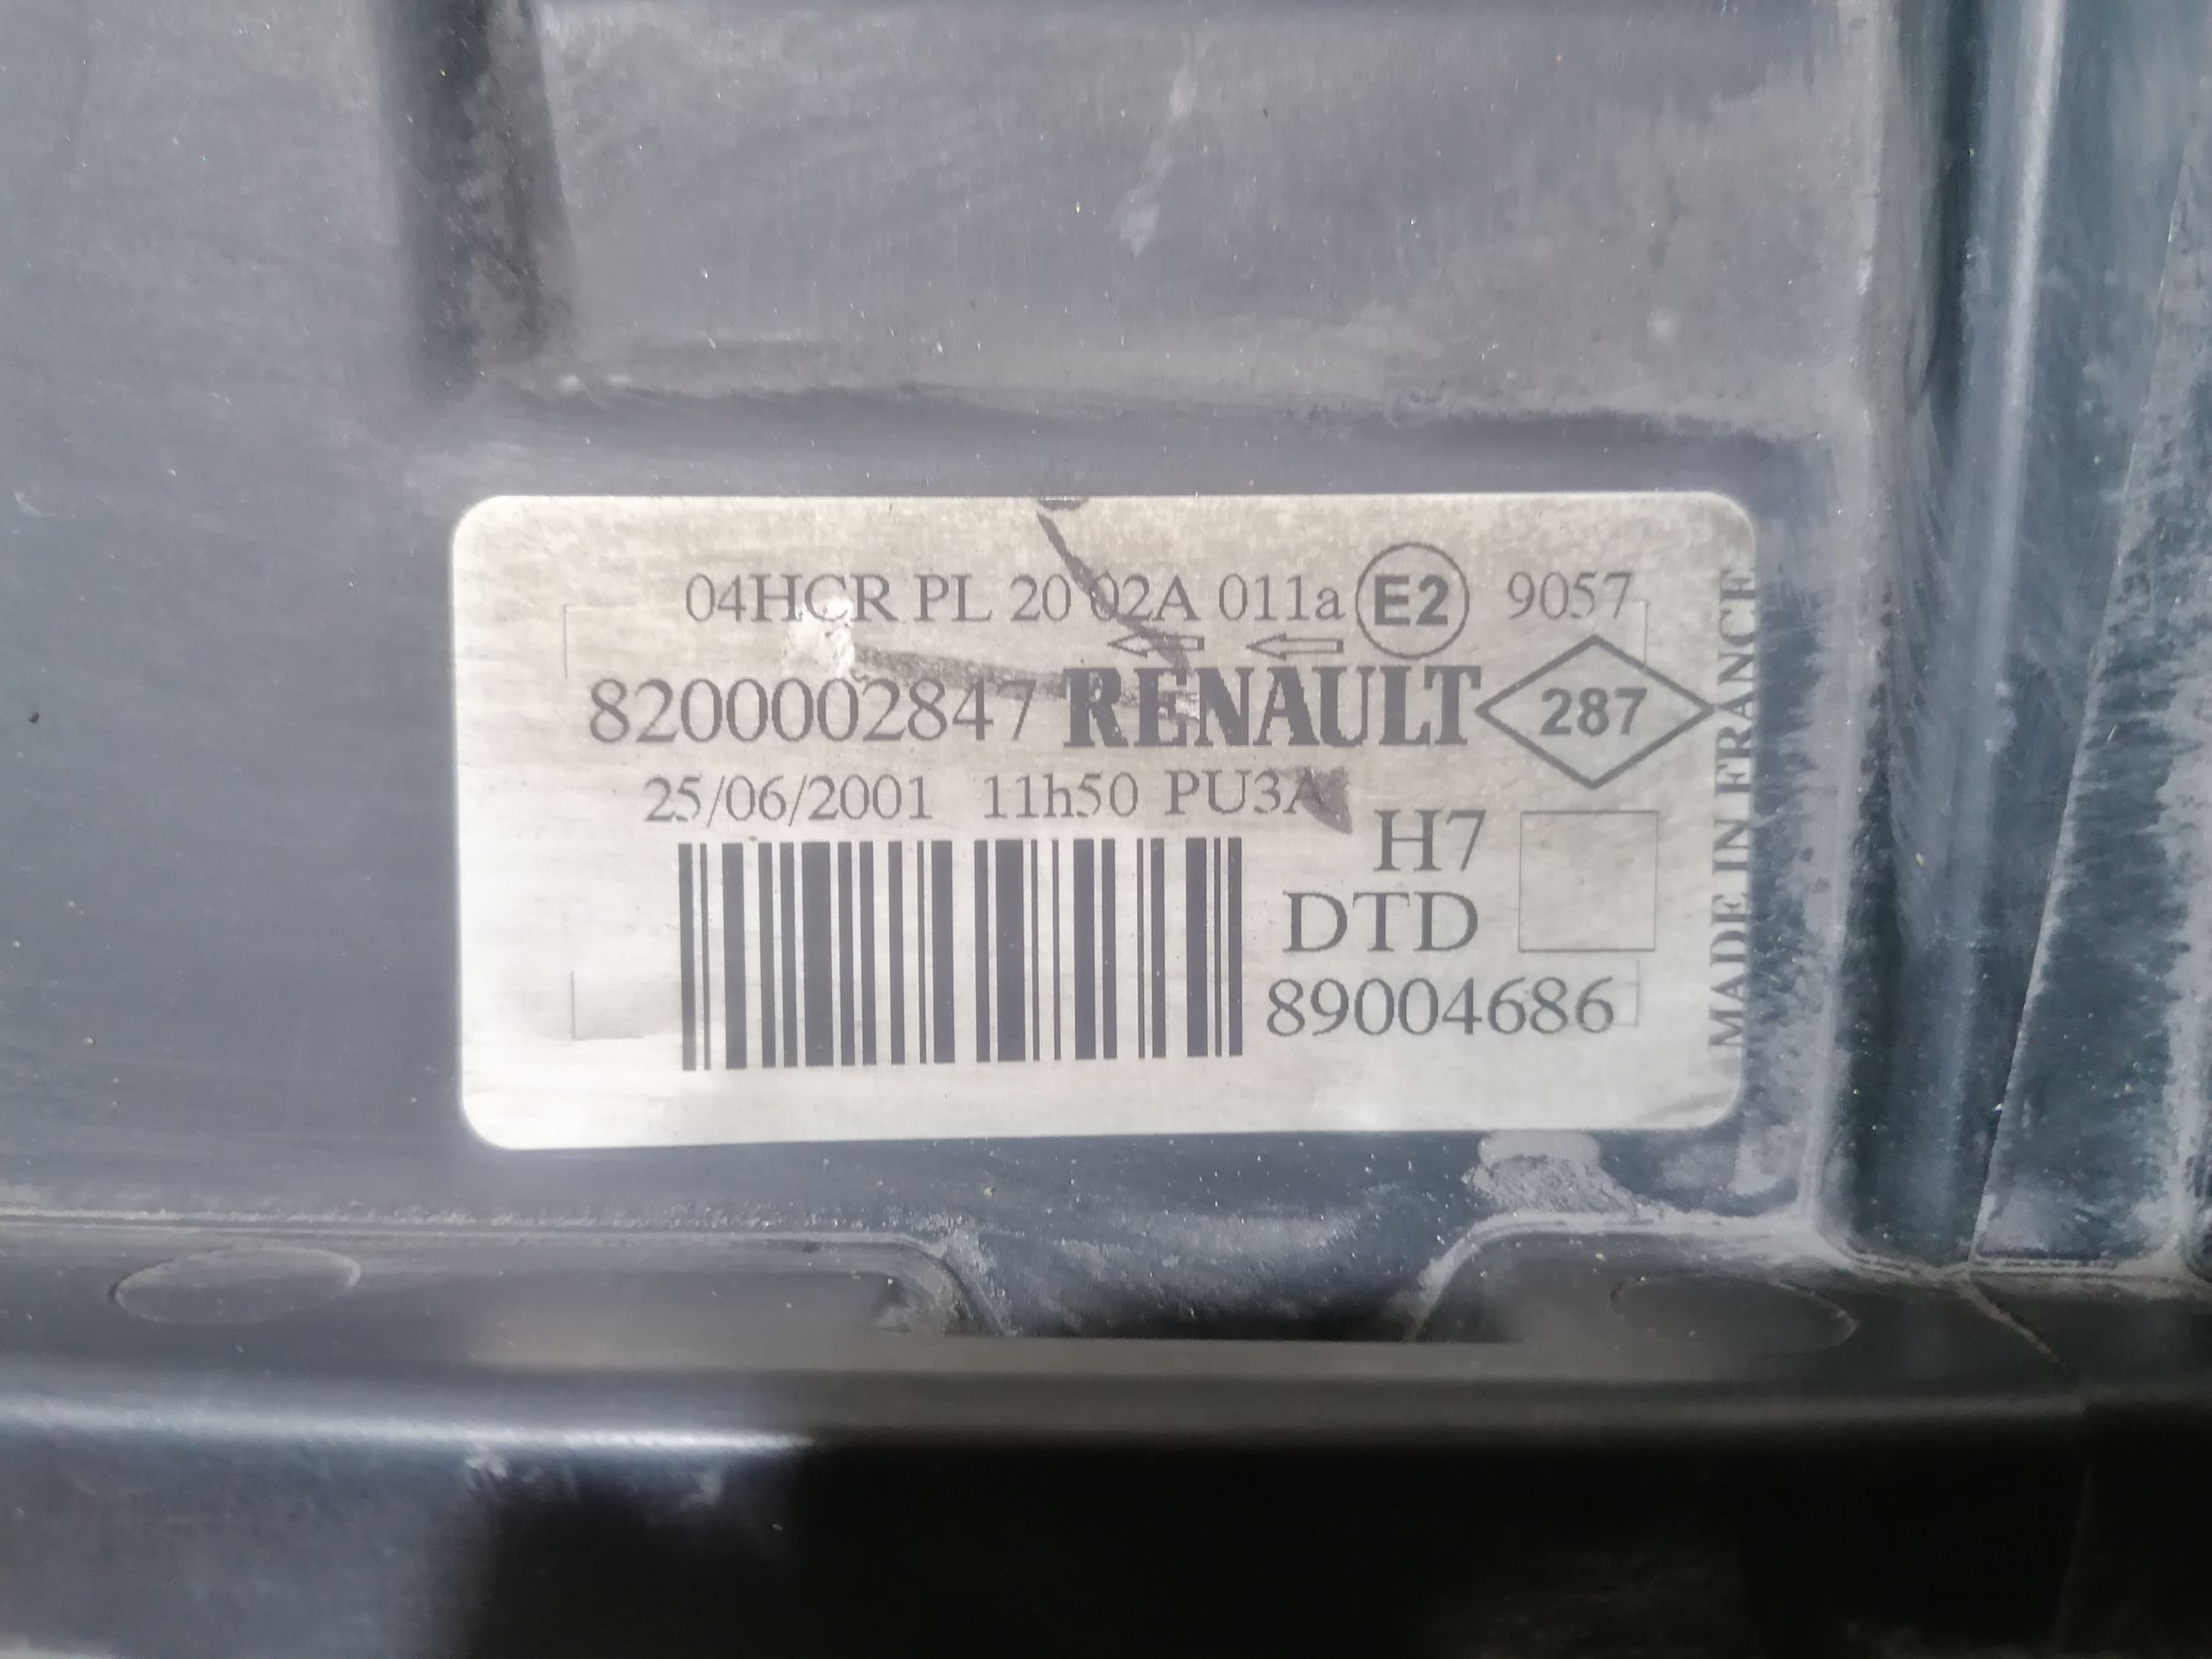 04HCR PL 20 02A 011a E2 9057
8200002847 RENAULT 287
25/06/2001 11h50 PU3A
H7
DTD
89004686
MADE IN FRANCE